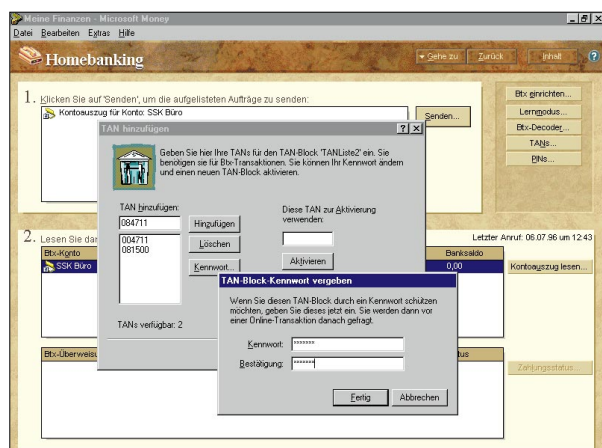 Meine Finanzen - Microsoft Money
Datei Bearbeiten Extras Hilfe
Homebanking
Gehe zu Zurück Inhalt ?
1. Klicken Sie auf 'Senden', um die aufgelisteten Aufträge zu senden:
Kontoauszug für Konto: SSK Büro
Senden...
Btx einrichten...
Lernmodus...
Btx-Decoder...
TANs...
PINs...
TAN hinzufügen
Geben Sie hier Ihre TANs für den TAN-Block 'TANListe2' ein. Sie
benötigen sie für Btx-Transaktionen. Sie können Ihr Kennwort ändern
und einen neuen TAN-Block aktivieren.
TAN hinzufügen:
084711
Hinzufügen
004711
081500
Löschen
Kennwort...
TANs verfügbar: 2
Diese TAN zur Aktivierung
verwenden:
Aktivieren
2. Lesen Sie dar
Letzter Anruf: 06.07.96 um 12:43
Btx-Konto
Banksaldo
SSK Büro
0,00
Kontoauszug lesen...
TAN-Block-Kennwort vergeben
Wenn Sie diesen TAN-Block durch ein Kennwort schützen
möchten, geben Sie dieses jetzt ein. Sie werden dann vor
einer Online-Transaktion danach gefragt.
Kennwort: *******
Bestätigung: *******
Fertig Abbrechen
Btx-Überweisu
tus
Zahlungsstatus...